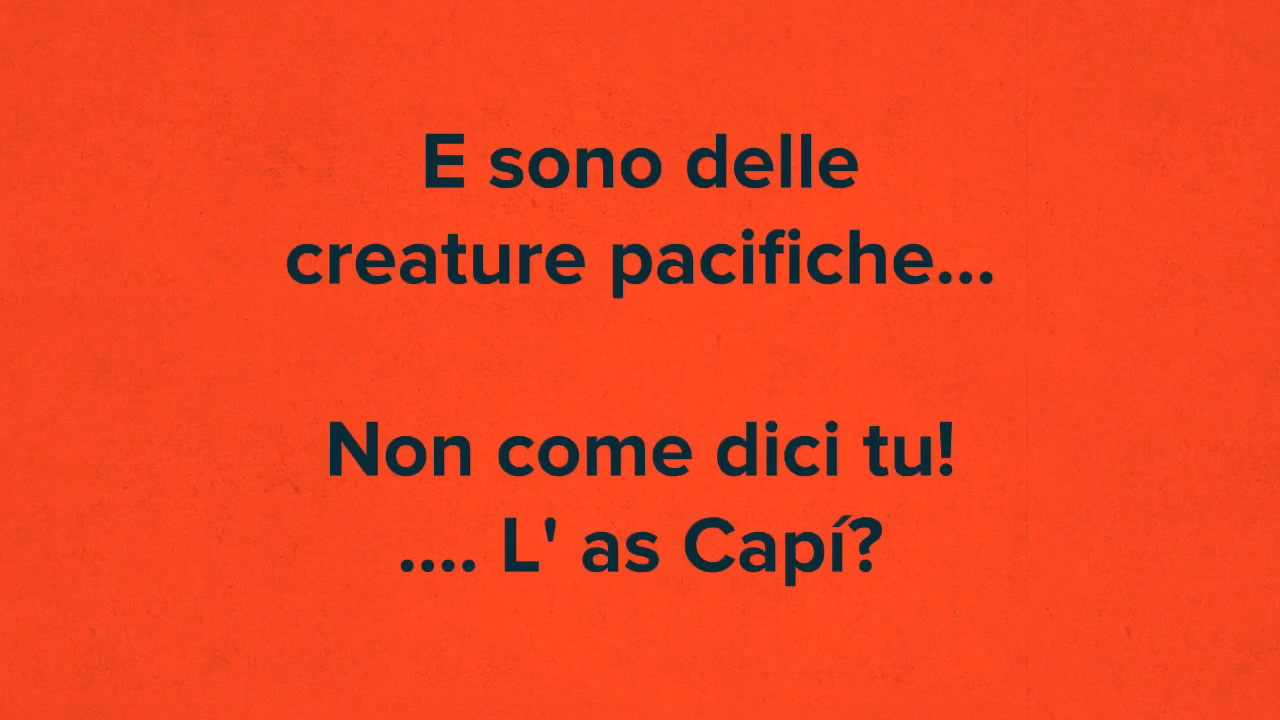 E sono delle
creature pacifiche...
Non come dici tu!
.... L' as Capí?